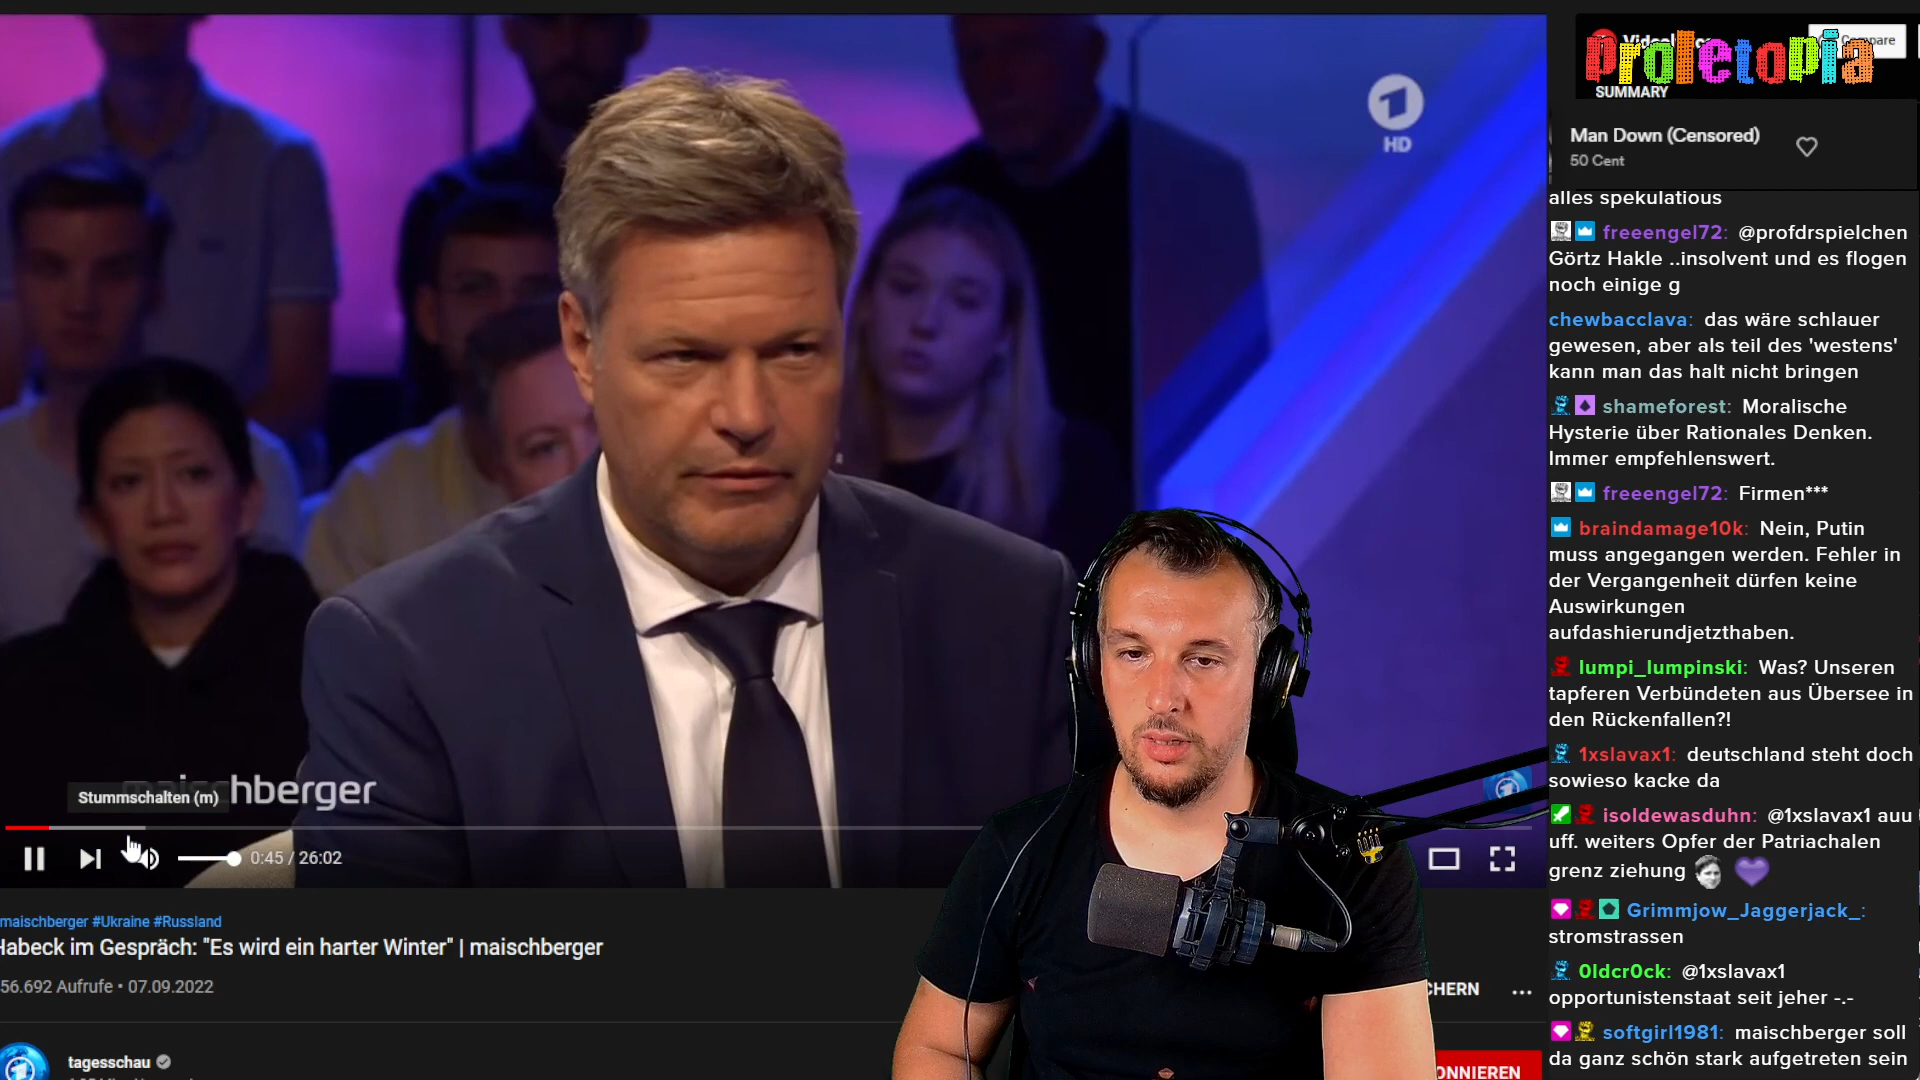 HD
Stummschalten (m)
hberger
0:45 / 26:02
maischberger #Ukraine #Russland
Habeck im Gespräch: "Es wird ein harter Winter" | maischberger
56.692 Aufrufe • 07.09.2022
CHERN
tagesschau
ONNIEREN
Proletopia
SUMMARY
Man Down (Censored)
50 Cent
alles spekulatious
freeengel72: @profdrspielchen
Görtz Hakle ..insolvent und es flogen
noch einige g
chewbacclava: das wäre schlauer
gewesen, aber als teil des 'westens'
kann man das halt nicht bringen
shameforest: Moralische
Hysterie über Rationales Denken.
Immer empfehlenswert.
freeengel72: Firmen***
braindamage10k: Nein, Putin
muss angegangen werden. Fehler in
der Vergangenheit dürfen keine
Auswirkungen
aufdashierundjetzthaben.
lumpi_lumpinski: Was? Unseren
tapferen Verbündeten aus Übersee in
den Rückenfallen?!
1xslavax1: deutschland steht doch
sowieso kacke da
isoldewasduhn: @1xslavax1 auu
uff. weiters Opfer der Patriachalen
grenz ziehung
Grimmjow_Jaggerjack_:
stromstrassen
0ldcr0ck: @1xslavax1
opportunistenstaat seit jeher -.-
softgirl1981: maischberger soll
da ganz schön stark aufgetreten sein